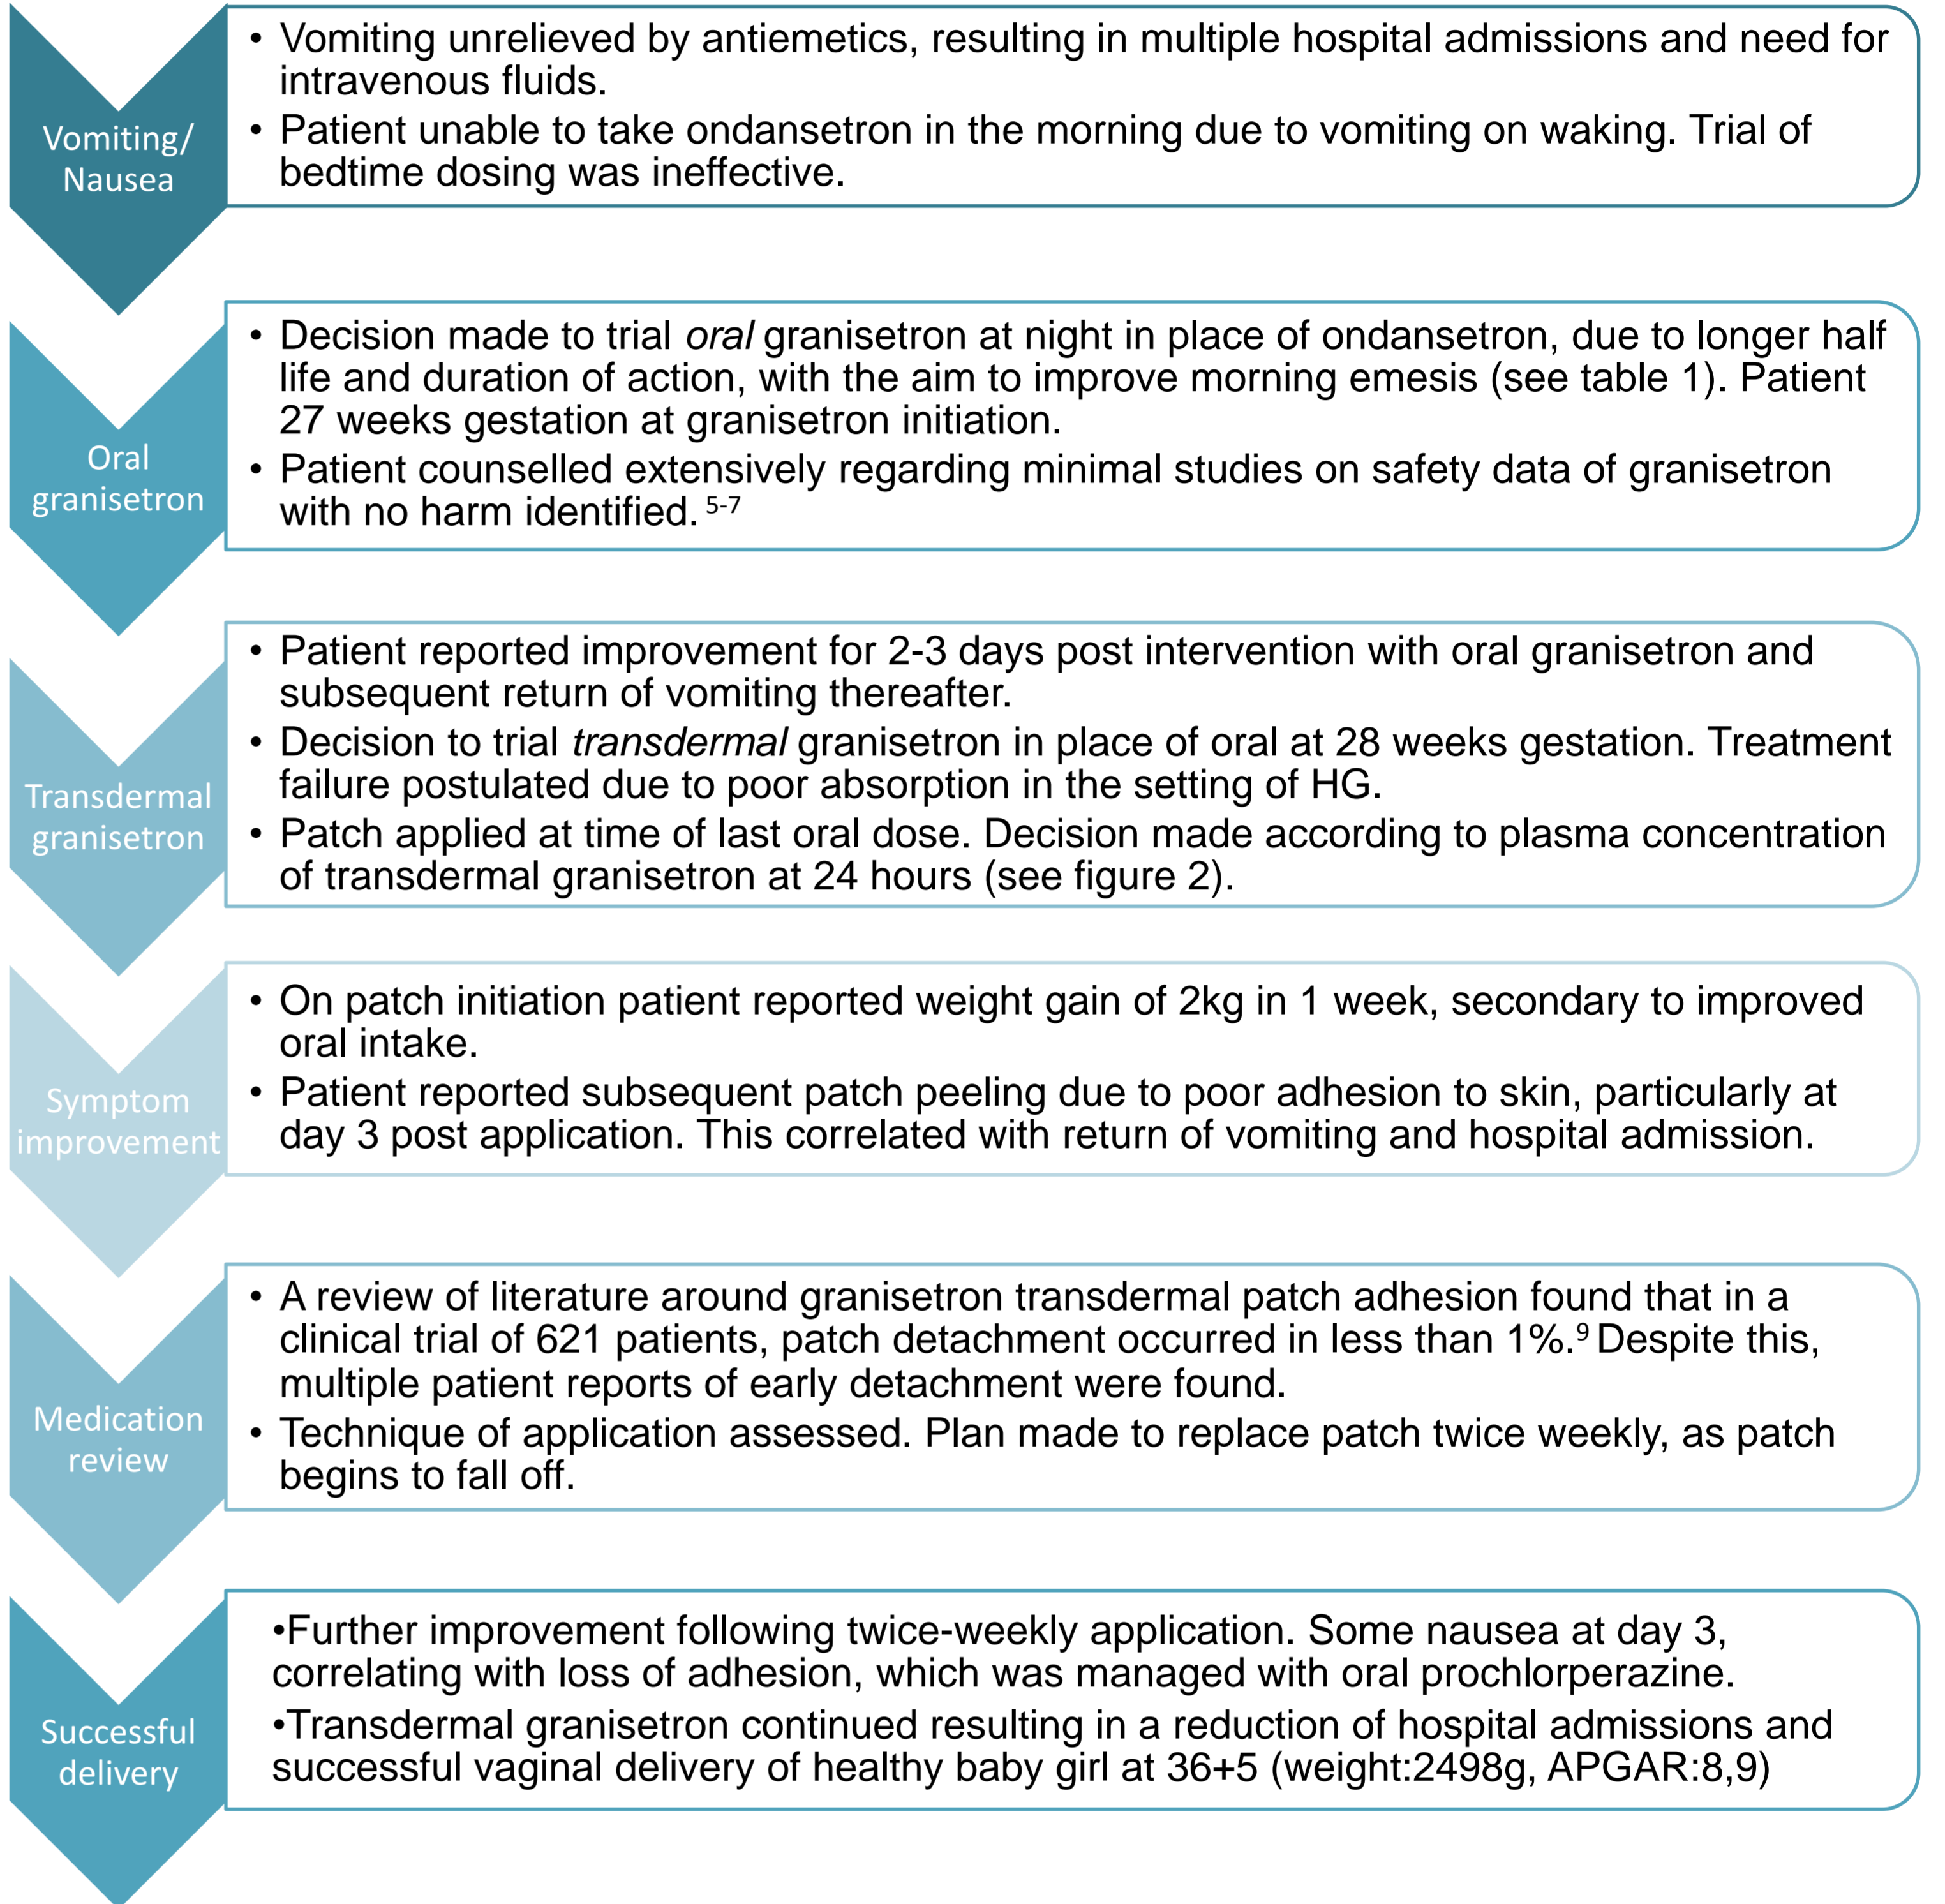 Vomiting/
Nausea
• Vomiting unrelieved by antiemetics, resulting in multiple hospital admissions and need for
intravenous fluids.
• Patient unable to take ondansetron in the morning due to vomiting on waking. Trial of
bedtime dosing was ineffective.
Oral
granisetron
• Decision made to trial oral granisetron at night in place of ondansetron, due to longer half
life and duration of action, with the aim to improve morning emesis (see table 1). Patient
27 weeks gestation at granisetron initiation.
• Patient counselled extensively regarding minimal studies on safety data of granisetron
with no harm identified. 5-7
Transdermal
granisetron
• Patient reported improvement for 2-3 days post intervention with oral granisetron and
subsequent return of vomiting thereafter.
• Decision to trial transdermal granisetron in place of oral at 28 weeks gestation. Treatment
failure postulated due to poor absorption in the setting of HG.
• Patch applied at time of last oral dose. Decision made according to plasma concentration
of transdermal granisetron at 24 hours (see figure 2).
Symptom
improvement
• On patch initiation patient reported weight gain of 2kg in 1 week, secondary to improved
oral intake.
• Patient reported subsequent patch peeling due to poor adhesion to skin, particularly at
day 3 post application. This correlated with return of vomiting and hospital admission.
Medication
review
• A review of literature around granisetron transdermal patch adhesion found that in a
clinical trial of 621 patients, patch detachment occurred in less than 1%.9 Despite this,
multiple patient reports of early detachment were found.
• Technique of application assessed. Plan made to replace patch twice weekly, as patch
begins to fall off.
Successful
delivery
•Further improvement following twice-weekly application. Some nausea at day 3,
correlating with loss of adhesion, which was managed with oral prochlorperazine.
•Transdermal granisetron continued resulting in a reduction of hospital admissions and
successful vaginal delivery of healthy baby girl at 36+5 (weight:2498g, APGAR:8,9)